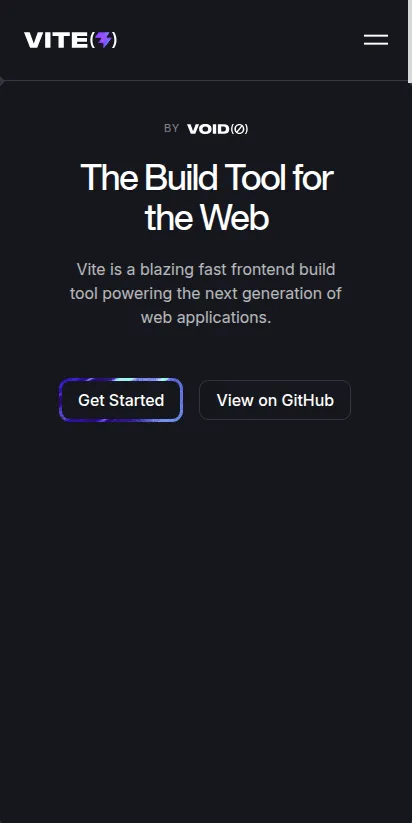 VITE()
BY VOID(0)
The Build Tool for
the Web
Vite is a blazing fast frontend build
tool powering the next generation of
web applications.
Get Started
View on GitHub